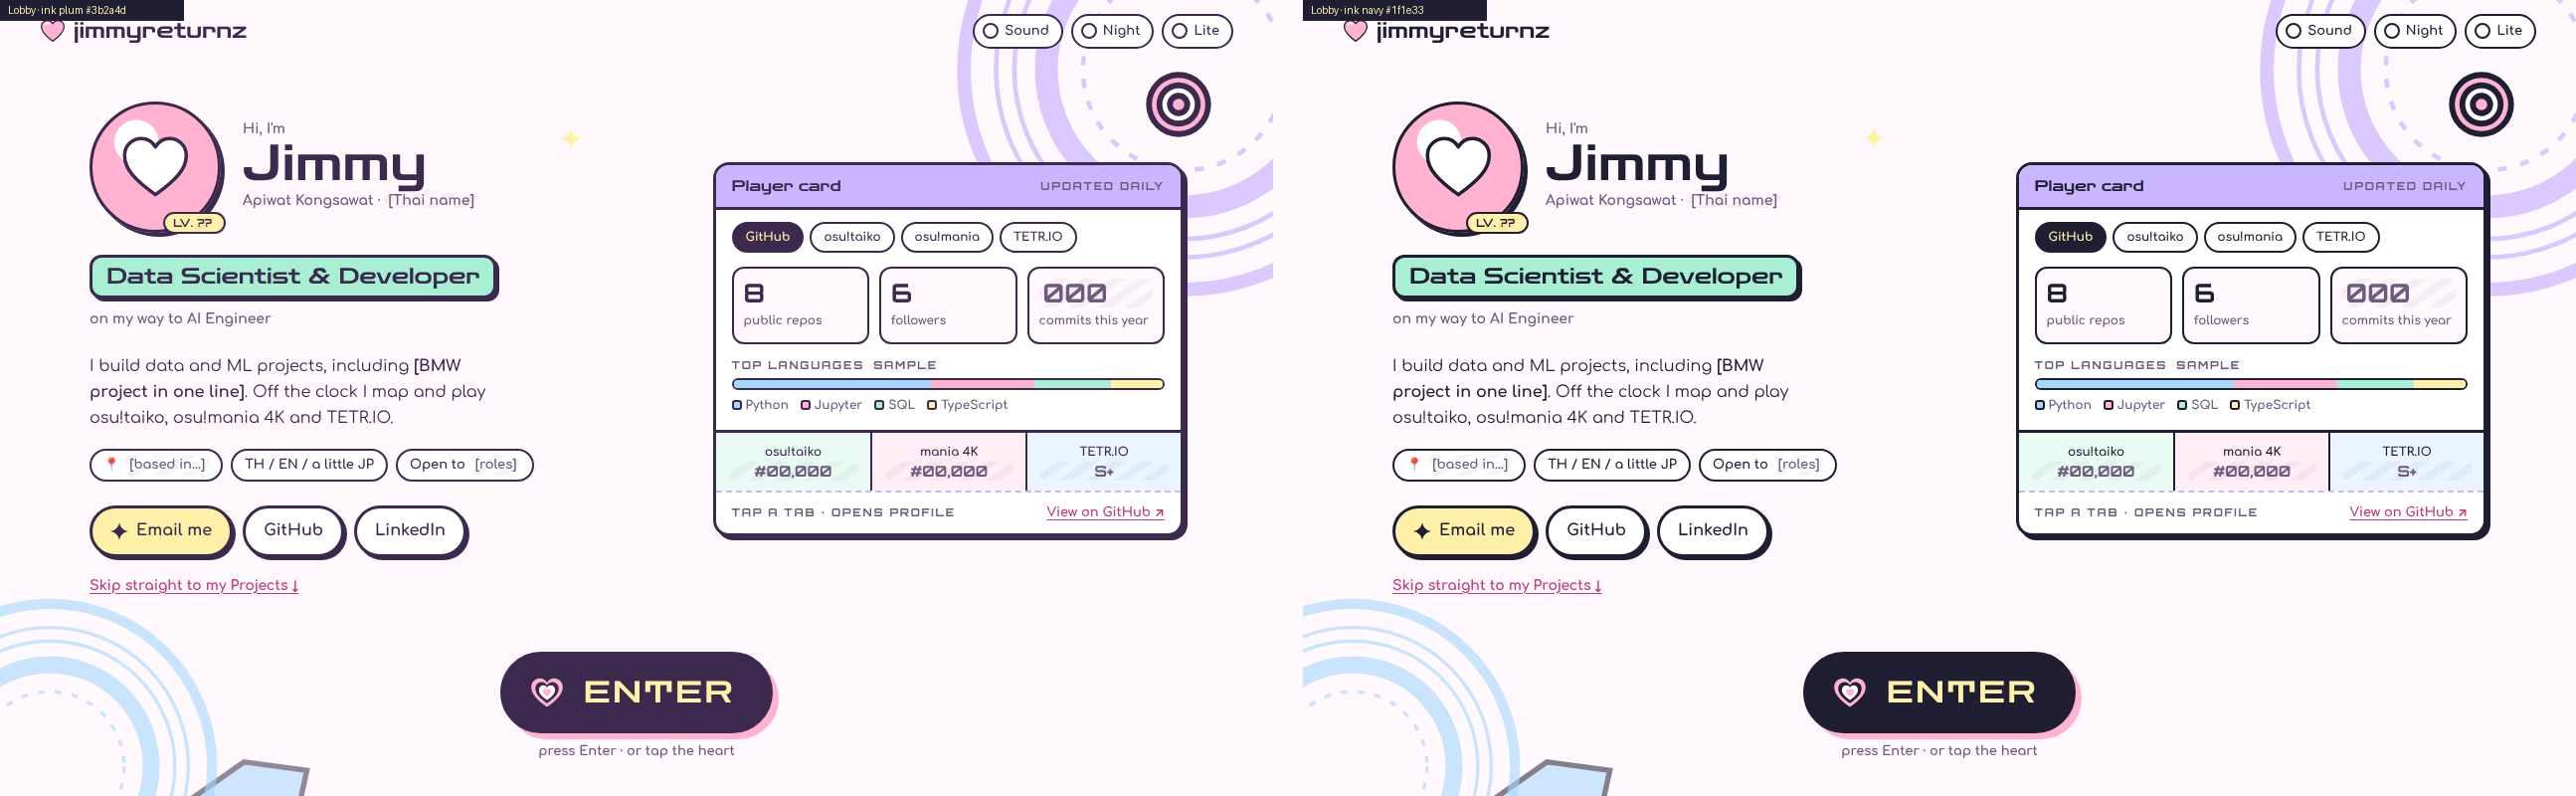 Lobby · ink plum #3b2a4d
jimmyreturnz
Sound
Night
Lite
Hi, I'm
Jimmy
Apiwat Kongsawat · [Thai name]
LV. ??
Data Scientist & Developer
on my way to AI Engineer
I build data and ML projects, including [BMW
project in one line]. Off the clock I map and play
osu!taiko, osu!mania 4K and TETR.IO.
[based in...]
TH / EN / a little JP
Open to [roles]
Email me
GitHub
LinkedIn
Skip straight to my Projects ↓
Player card
UPDATED DAILY
GitHub
osu!taiko
osu!mania
TETR.IO
8
public repos
6
followers
000
commits this year
TOP LANGUAGES SAMPLE
Python
Jupyter
SQL
TypeScript
osu!taiko
#00,000
mania 4K
#00,000
TETR.IO
S+
TAP A TAB · OPENS PROFILE
View on GitHub ↗
ENTER
press Enter · or tap the heart
Lobby · ink navy #1f1e33
jimmyreturnz
Sound
Night
Lite
Hi, I'm
Jimmy
Apiwat Kongsawat · [Thai name]
LV. ??
Data Scientist & Developer
on my way to AI Engineer
I build data and ML projects, including [BMW
project in one line]. Off the clock I map and play
osu!taiko, osu!mania 4K and TETR.IO.
[based in...]
TH / EN / a little JP
Open to [roles]
Email me
GitHub
LinkedIn
Skip straight to my Projects ↓
Player card
UPDATED DAILY
GitHub
osu!taiko
osu!mania
TETR.IO
8
public repos
6
followers
000
commits this year
TOP LANGUAGES SAMPLE
Python
Jupyter
SQL
TypeScript
osu!taiko
#00,000
mania 4K
#00,000
TETR.IO
S+
TAP A TAB · OPENS PROFILE
View on GitHub ↗
ENTER
press Enter · or tap the heart